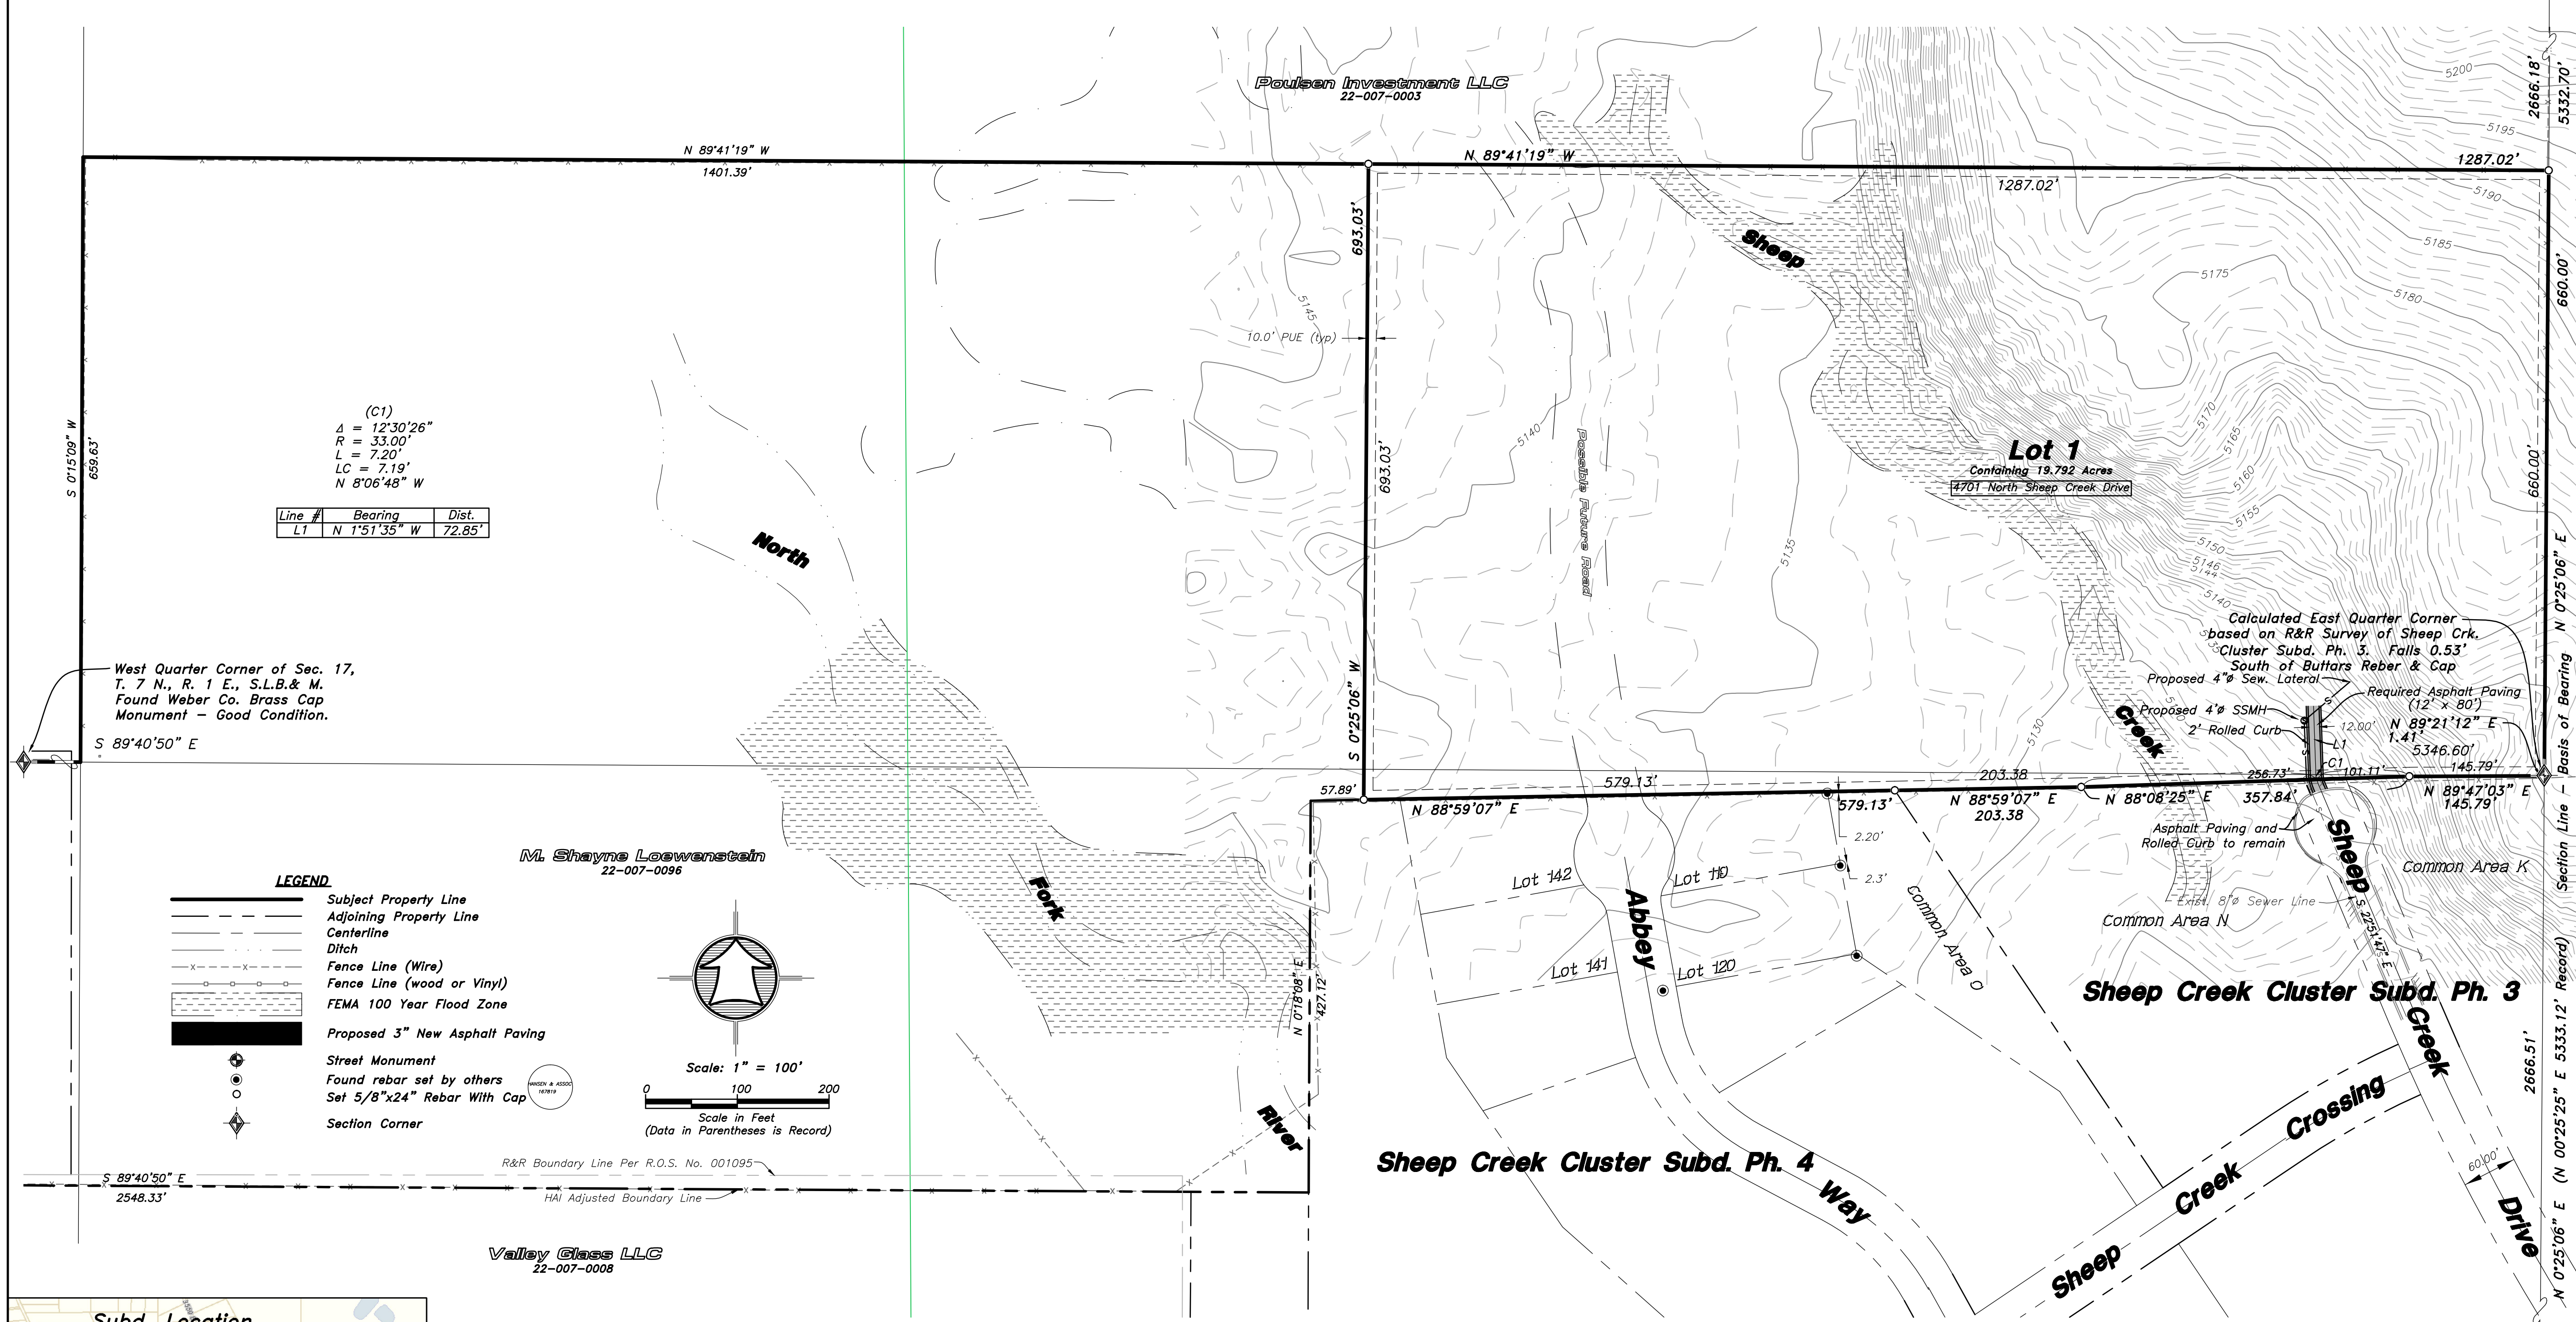 Poulsen Investment LLC
22-007-0003
2666.18'
5332.70'
5200
5195
5190
5185
5175
5180
N 89°41'19" W
1401.39'
N 89°41'19" W
1287.02'
1287.02'
693.03'
693.03'
660.00'
660.00'
Sheep
5145
10.0' PUE (typ)
5140
5135
5130
Possible Future Road
5170
5165
5160
5155
5150
5146
5144
5140
Lot 1
Containing 19.792 Acres
4701 North Sheep Creek Drive
S 0°15'09" W
659.63'
(C1)
Δ = 12°30'26"
R = 33.00'
L = 7.20'
LC = 7.19'
N 8°06'48" W
Line # Bearing Dist.
L1 N 1°51'35" W 72.85'
North
West Quarter Corner of Sec. 17,
T. 7 N., R. 1 E., S.L.B.& M.
Found Weber Co. Brass Cap
Monument – Good Condition.
S 89°40'50" E
S 0°25'06" W
Calculated East Quarter Corner
based on R&R Survey of Sheep Crk.
Cluster Subd. Ph. 3. Falls 0.53'
South of Buttars Reber & Cap
Proposed 4"ø Sew. Lateral
Required Asphalt Paving
(12' x 80')
Proposed 4'ø SSMH
2' Rolled Curb
12.00'
L1
C1
N 89°21'12" E
1.41'
5346.60'
145.79'
Creek
57.89'
579.13'
203.38
256.73'
101.11'
N 88°59'07" E
579.13'
N 88°59'07" E
203.38
N 88°08'25" E
357.84'
N 89°47'03" E
145.79'
Asphalt Paving and
Rolled Curb to remain
2.20'
2.3'
Common Area K
Exist. 8"ø Sewer Line
Common Area N
Common Area O
S 22°51'47" E
Lot 142
Lot 110
Lot 141
Lot 120
Abbey
Way
M. Shayne Loewenstein
22-007-0096
Fork
River
N 0°18'08" E
427.12'
LEGEND
Subject Property Line
Adjoining Property Line
Centerline
Ditch
Fence Line (Wire)
Fence Line (wood or Vinyl)
FEMA 100 Year Flood Zone
Proposed 3" New Asphalt Paving
Street Monument
Found rebar set by others
Set 5/8"x24" Rebar With Cap
HANSEN & ASSOC
167819
Section Corner
Scale: 1" = 100'
0 100 200
Scale in Feet
(Data in Parentheses is Record)
Sheep Creek Cluster Subd. Ph. 3
Sheep Creek Cluster Subd. Ph. 4
Sheep Creek Crossing
Sheep Creek Drive
60.00'
2666.51'
N 0°25'06" E (N 00°25'25" E 5333.12' Record) Section Line – Basis of Bearing N 0°25'06" E
R&R Boundary Line Per R.O.S. No. 001095
S 89°40'50" E
2548.33'
HAI Adjusted Boundary Line
Valley Glass LLC
22-007-0008
Subd. Location